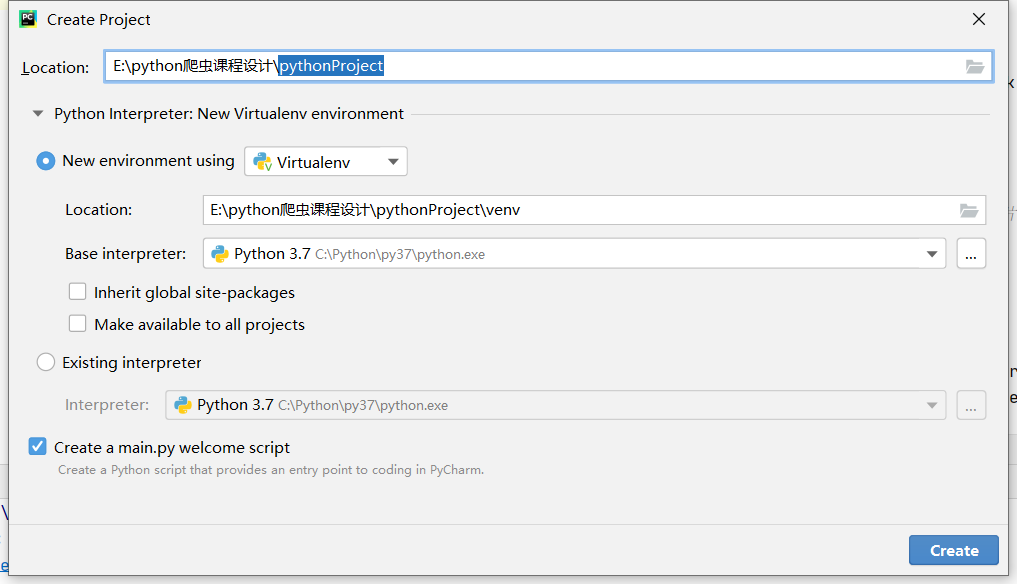 PC Create Project
Location: E:\python爬虫课程设计\pythonProject
Python Interpreter: New Virtualenv environment
New environment using Virtualenv
Location: E:\python爬虫课程设计\pythonProject\venv
Base interpreter: Python 3.7 C:\Python\py37\python.exe ...
Inherit global site-packages
Make available to all projects
Existing interpreter
Interpreter: Python 3.7 C:\Python\py37\python.exe ...
Create a main.py welcome script
Create a Python script that provides an entry point to coding in PyCharm.
Create